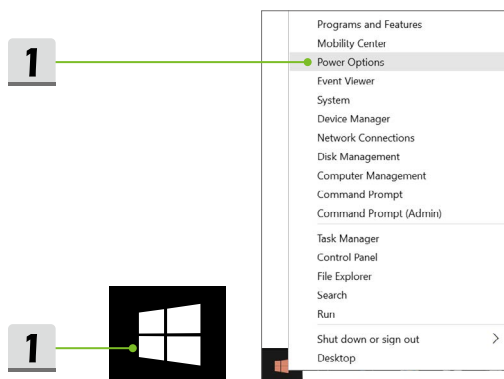 1
Programs and Features
Mobility Center
Power Options
Event Viewer
System
Device Manager
Network Connections
Disk Management
Computer Management
Command Prompt
Command Prompt (Admin)
Task Manager
Control Panel
File Explorer
Search
Run
Shut down or sign out
Desktop
1